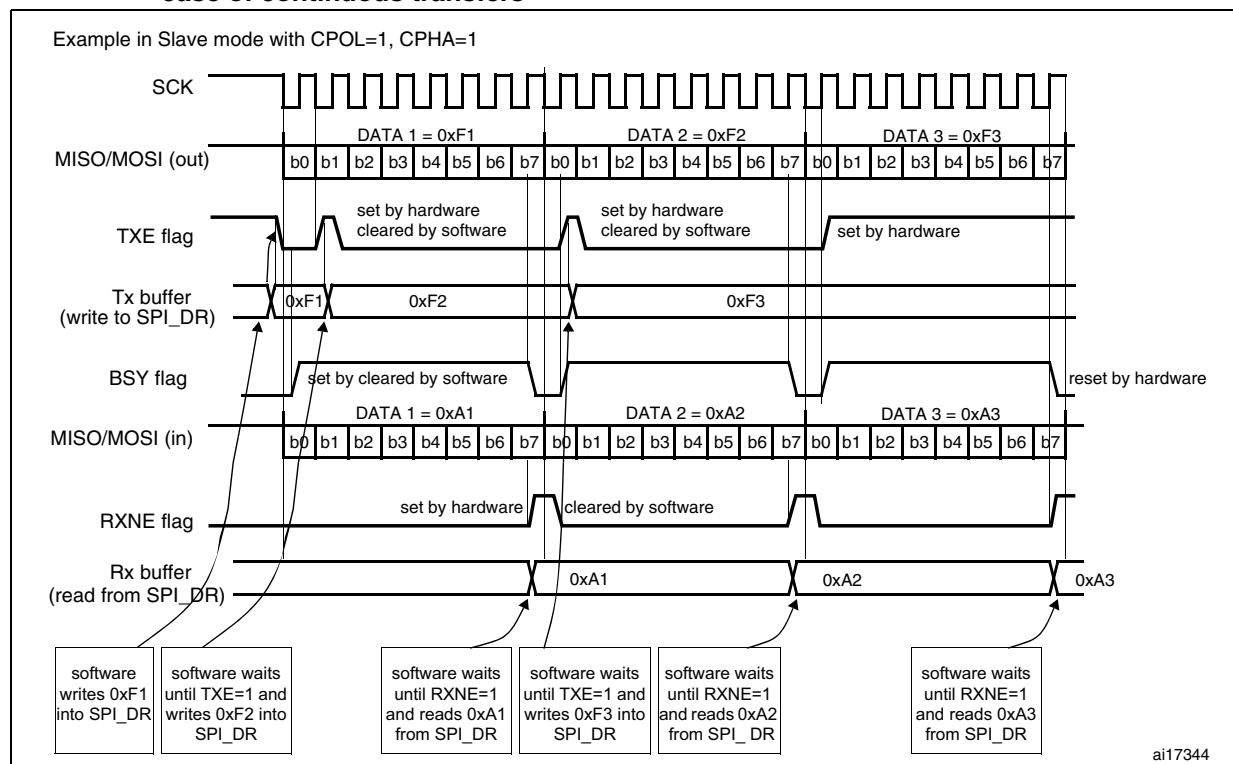 case of continuous transfers
Example in Slave mode with CPOL=1, CPHA=1
SCK
DATA 1 = 0xF1
DATA 2 = 0xF2
DATA 3 = 0xF3
MISO/MOSI (out)
b0 b1 b2 b3 b4 b5 b6 b7 b0 b1 b2 b3 b4 b5 b6 b7 b0 b1 b2 b3 b4 b5 b6 b7
TXE flag
set by hardware
cleared by software
set by hardware
cleared by software
set by hardware
Tx buffer
(write to SPI_DR)
0xF1
0xF2
0xF3
BSY flag
set by cleared by software
reset by hardware
DATA 1 = 0xA1
DATA 2 = 0xA2
DATA 3 = 0xA3
MISO/MOSI (in)
b0 b1 b2 b3 b4 b5 b6 b7 b0 b1 b2 b3 b4 b5 b6 b7 b0 b1 b2 b3 b4 b5 b6 b7
RXNE flag
set by hardware
cleared by software
Rx buffer
(read from SPI_DR)
0xA1
0xA2
0xA3
software
writes 0xF1
into SPI_DR
software waits
until TXE=1 and
writes 0xF2 into
SPI_DR
software waits
until RXNE=1
and reads 0xA1
from SPI_DR
software waits
until TXE=1 and
writes 0xF3 into
SPI_DR
software waits
until RXNE=1
and reads 0xA2
from SPI_ DR
software waits
until RXNE=1
and reads 0xA3
from SPI_DR
ai17344